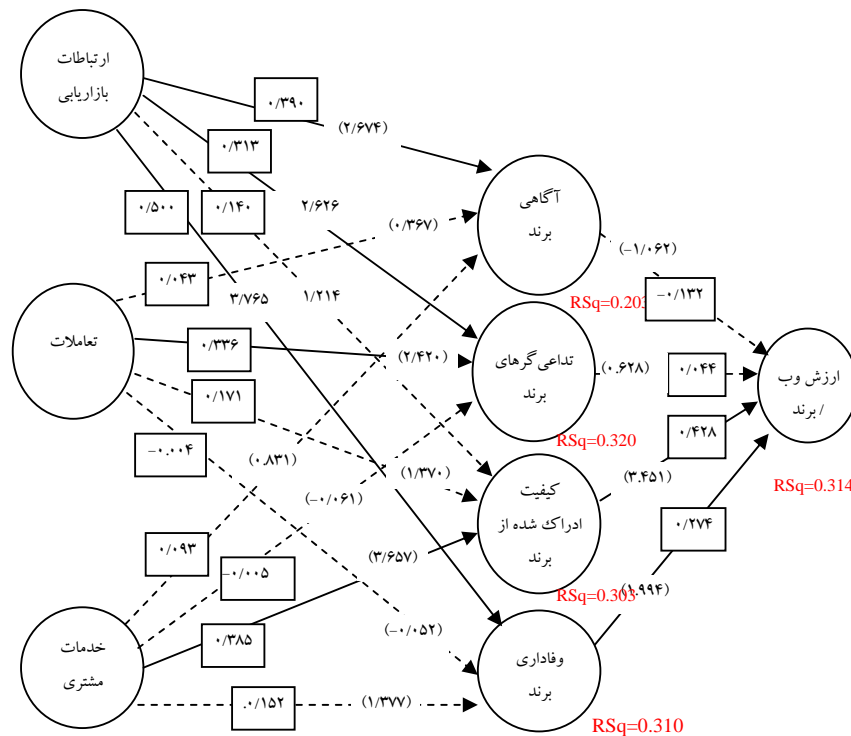 ارتباطات
بازاریابی
۰/۳۹۰
(۲/۶۷۴)
۰/۳۱۳
۲/۶۲۶
۰/۵۰۰
۰/۱۴۰
(۰/۳۶۷)
آگاهی
برند
(-۱/۰۶۲)
۰/۰۴۳
۳/۷۶۵
۱/۲۱۴
RSq=0.203
-۰/۱۳۲
تعاملات
۰/۳۳۶
(۲/۴۲۰)
تداعی‌گرهای
برند
(۰.۶۲۸)
۰/۰۴۴
ارزش وب
برند /
۰/۱۷۱
RSq=0.320
۰/۴۲۸
-۰.۰۰۴
(۰.۸۳۱)
(۱/۳۷۰)
(۳.۴۵۱)
RSq=0.314
(-۰/۰۶۱)
کیفیت
ادراک شده از
برند
۰/۲۷۴
۰/۰۹۳
-۰/۰۰۵
(۳/۶۵۷)
RSq=0.303
(۱.۹۹۴)
خدمات
مشتری
۰/۳۸۵
(-۰/۰۵۲)
وفاداری
برند
۰/۱۵۲.
(۱/۳۷۷)
RSq=0.310